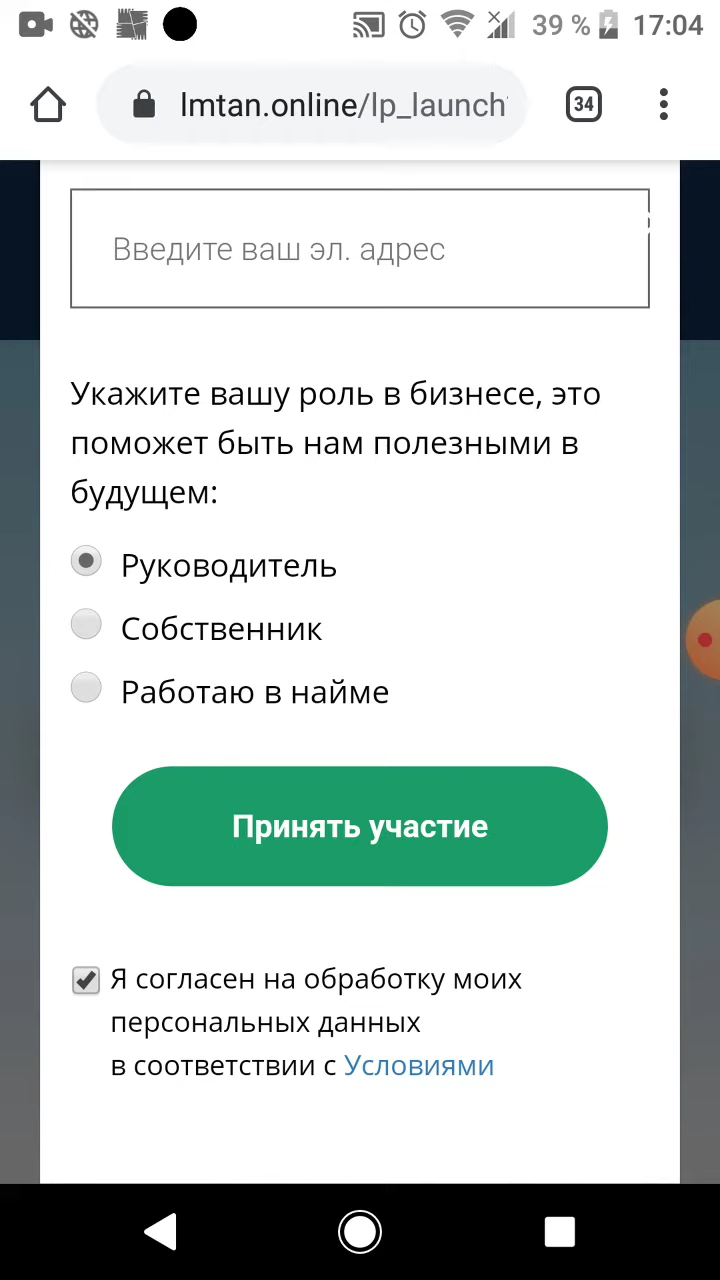 39 % 17:04
lmtan.online/lp_launch
34
Введите ваш эл. адрес
Укажите вашу роль в бизнесе, это
поможет быть нам полезными в
будущем:
Руководитель
Собственник
Работаю в найме
Принять участие
Я согласен на обработку моих
персональных данных
в соответствии с Условиями